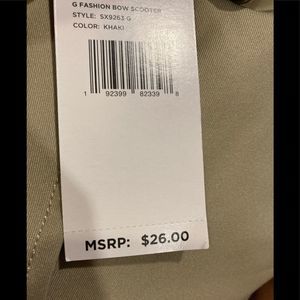 G FASHION BOW SCOOTER
STYLE: SX9263 G
COLOR: KHAKI
1 92399 82339 8
MSRP: $26.00